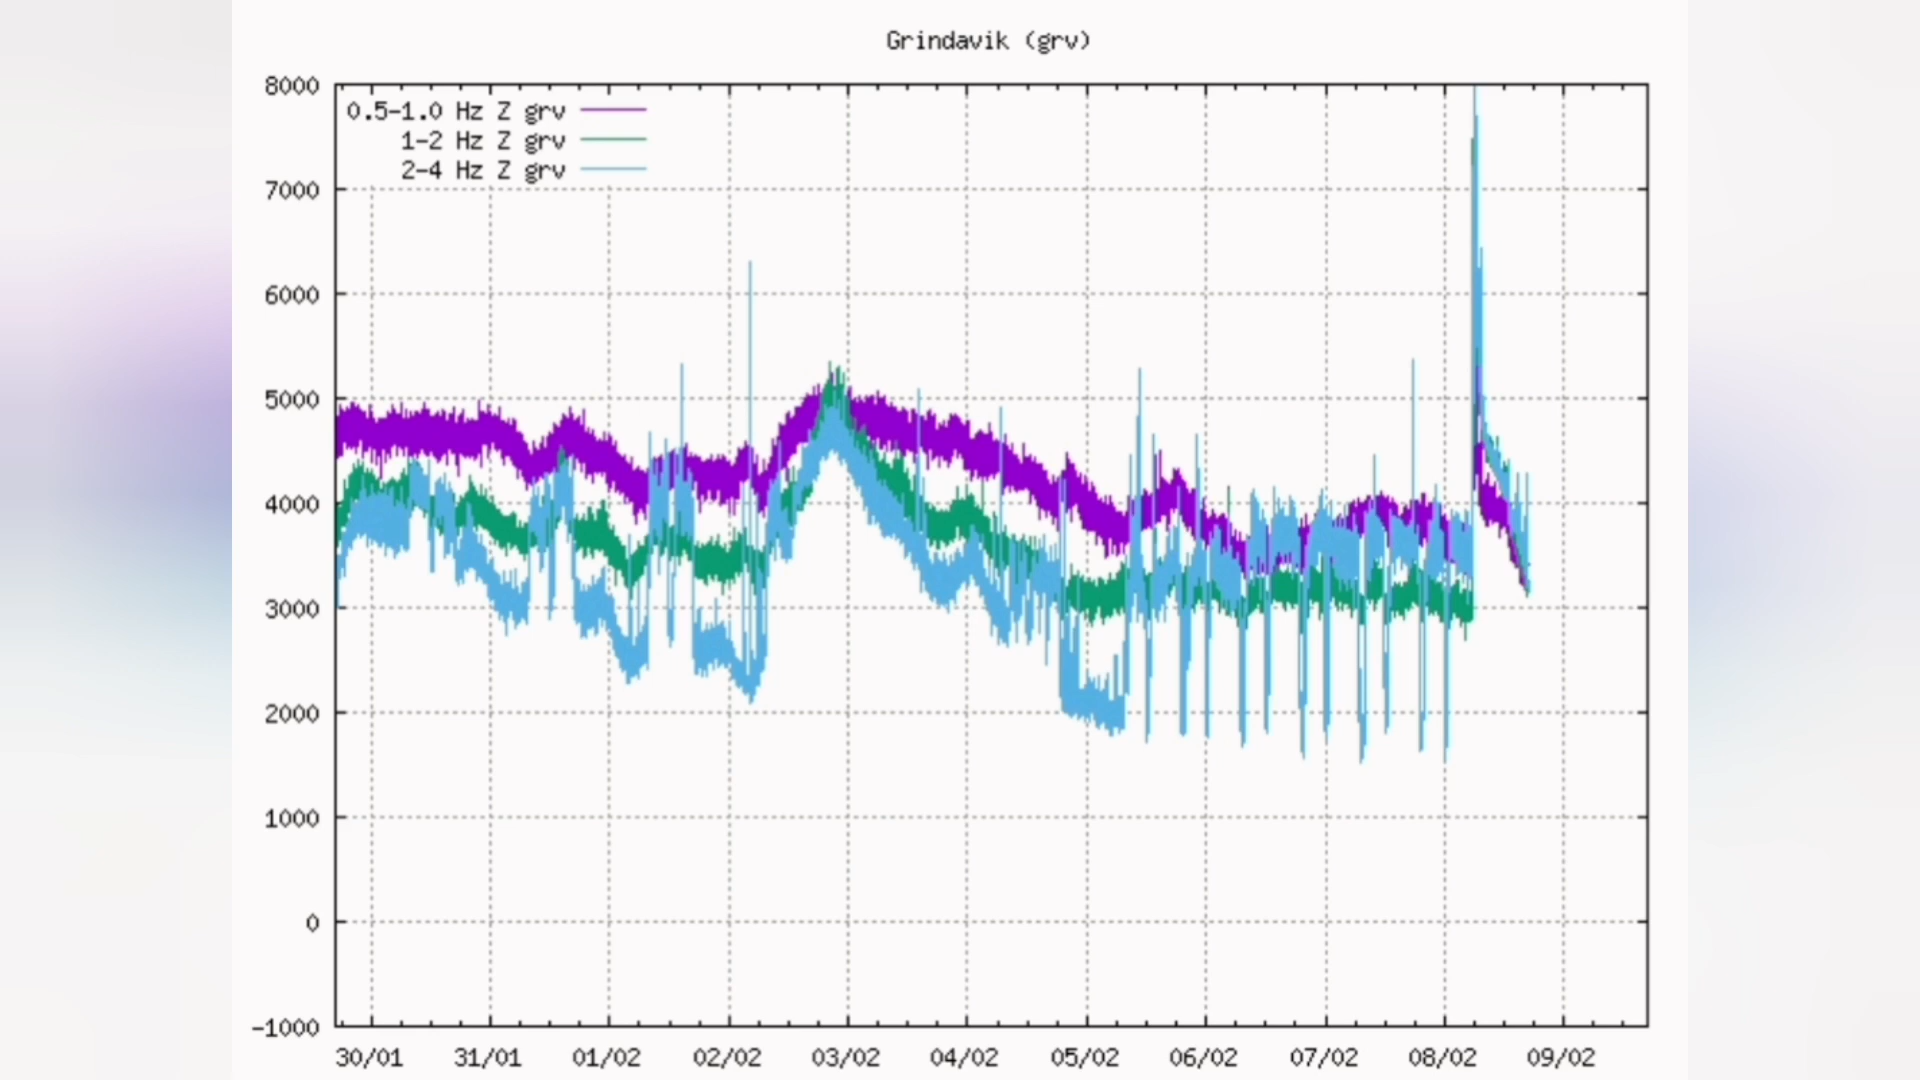 Grindavik (grv)
8000
0.5-1.0 Hz Z grv
1-2 Hz Z grv
2-4 Hz Z grv
7000
6000
5000
4000
3000
2000
1000
0
-1000
30/01 31/01 01/02 02/02 03/02 04/02 05/02 06/02 07/02 08/02 09/02